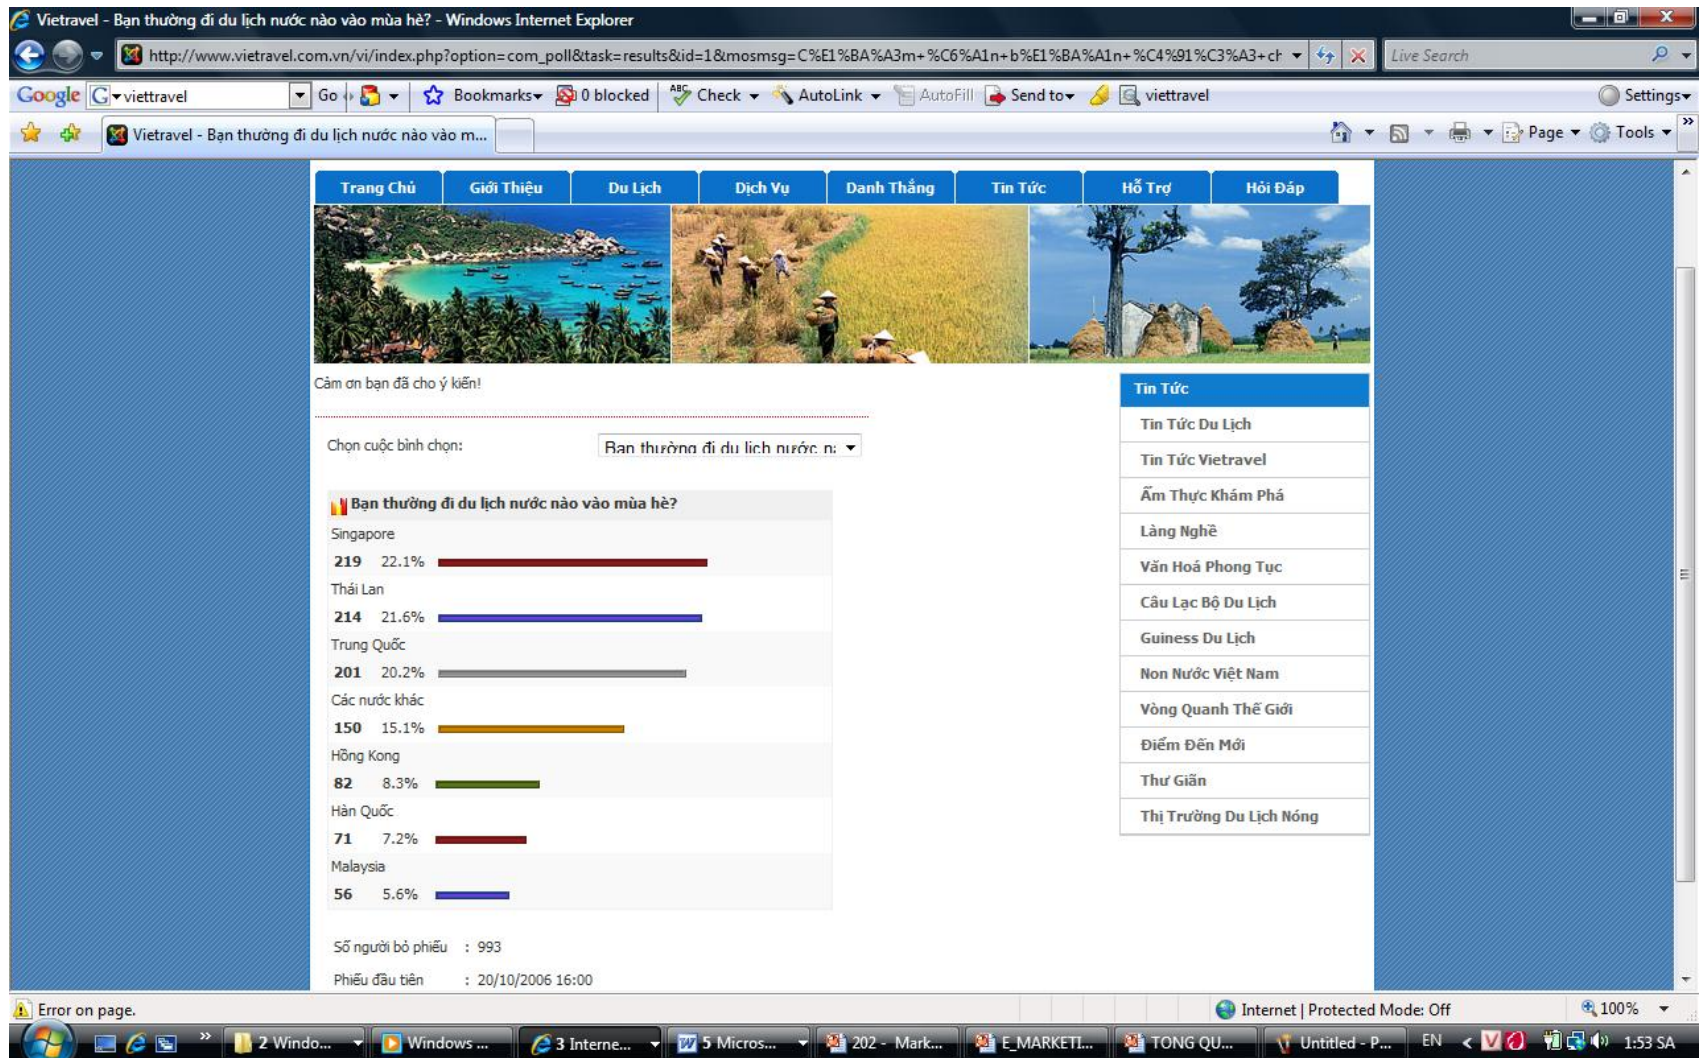 Vietravel - Bạn thường đi du lịch nước nào vào mùa hè? - Windows Internet Explorer
http://www.vietravel.com.vn/vi/index.php?option=com_poll&task=results&id=1&mosmsg=C%E1%BA%A3m+%C6%A1n+b%E1%BA%A1n+%C4%91%C3%A3+ch
Live Search
Google G viettravel Go Bookmarks 0 blocked ABC Check AutoLink AutoFill Send to viettravel Settings
Vietravel - Bạn thường đi du lịch nước nào vào m... Page Tools »
Trang Chủ Giới Thiệu Du Lịch Dịch Vụ Danh Thắng Tin Tức Hỗ Trợ Hỏi Đáp
Cảm ơn bạn đã cho ý kiến!
Chọn cuộc bình chọn: Bạn thường đi du lịch nước n
Bạn thường đi du lịch nước nào vào mùa hè?
Singapore
219 22.1%
Thái Lan
214 21.6%
Trung Quốc
201 20.2%
Các nước khác
150 15.1%
Hồng Kong
82 8.3%
Hàn Quốc
71 7.2%
Malaysia
56 5.6%
Số người bỏ phiếu : 993
Phiếu đầu tiên : 20/10/2006 16:00
Tin Tức
Tin Tức Du Lịch
Tin Tức Vietravel
Ẩm Thực Khám Phá
Làng Nghề
Văn Hoá Phong Tục
Câu Lạc Bộ Du Lịch
Guiness Du Lịch
Non Nước Việt Nam
Vòng Quanh Thế Giới
Điểm Đến Mới
Thư Giãn
Thị Trường Du Lịch Nóng
Error on page. Internet | Protected Mode: Off 100%
» 2 Windo... Windows ... 3 Interne... 5 Micros... 202 - Mark... E_MARKETI... TONG QU... Untitled - P... EN < V 1:53 SA